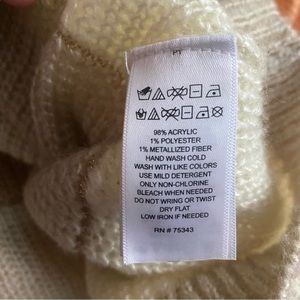 PT
98% ACRYLIC
1% POLYESTER
1% METALLIZED FIBER
HAND WASH COLD
WASH WITH LIKE COLORS
USE MILD DETERGENT
ONLY NON-CHLORINE
BLEACH WHEN NEEDED
DO NOT WRING OR TWIST
DRY FLAT
LOW IRON IF NEEDED
RN # 75343